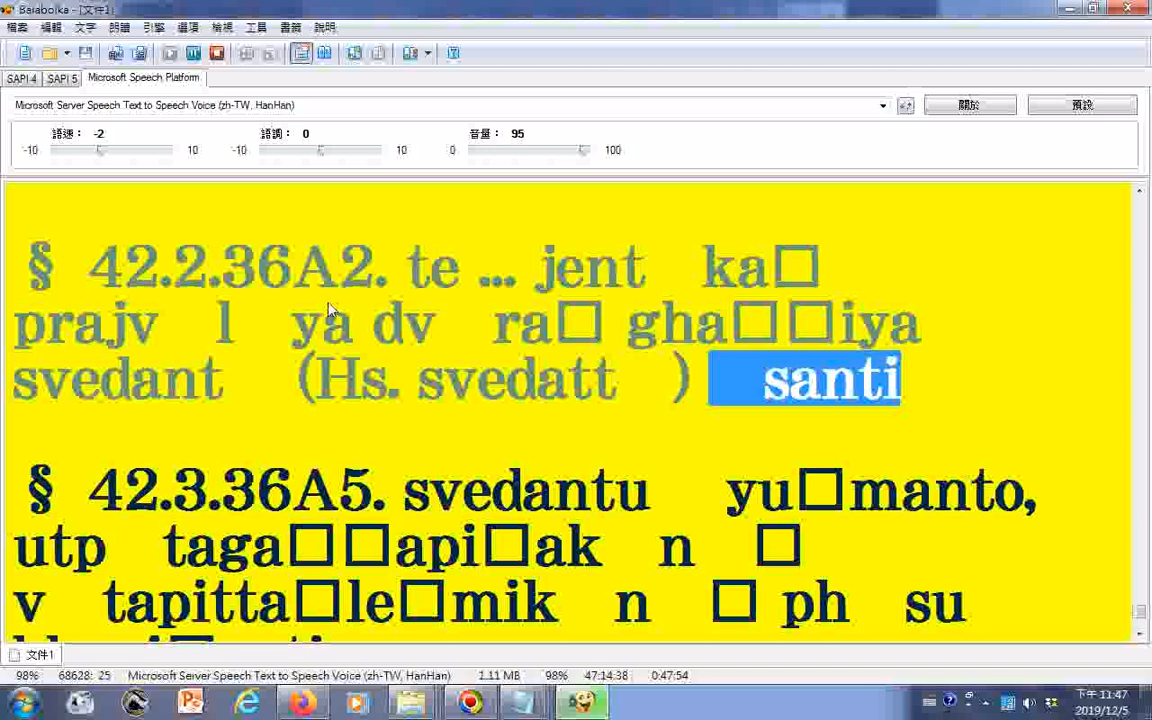 Balabolka - [文件1]
檔案 編輯 文字 朗讀 引擎 選項 檢視 工具 書籤 說明
SAPI 4 SAPI 5 Microsoft Speech Platform
Microsoft Server Speech Text to Speech Voice (zh-TW, HanHan) 關於 預設
語速： -2 語調： 0 音量： 95
-10 10 -10 10 0 100
§ 42.2.36A2. te ... jent ka□
prajv l ya dv ra□ gha□□iya
svedant (Hs. svedatt ) santi
§ 42.3.36A5. svedantu yu□manto,
utp taga□□api□ak n □
v tapitta□le□mik n □ ph su
文件1
98% 68628: 25 Microsoft Server Speech Text to Speech Voice (zh-TW, HanHan) 1.11 MB 98% 47:14.38 0:47:54
下午 11:47
2019/12/5